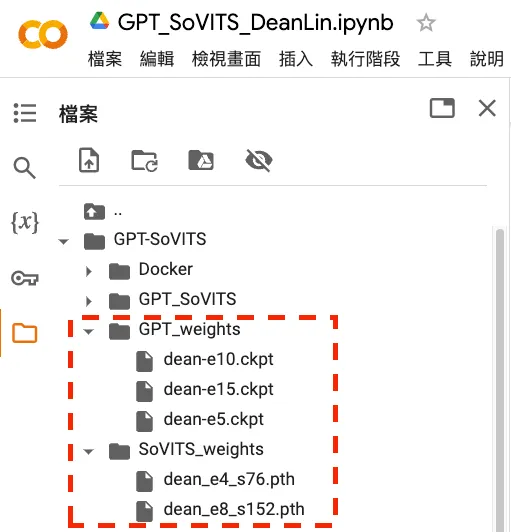 GPT_SoVITS_DeanLin.ipynb
檔案 編輯 檢視畫面 插入 執行階段 工具 說明
檔案
{x}
..
GPT-SoVITS
Docker
GPT_SoVITS
GPT_weights
dean-e10.ckpt
dean-e15.ckpt
dean-e5.ckpt
SoVITS_weights
dean_e4_s76.pth
dean_e8_s152.pth